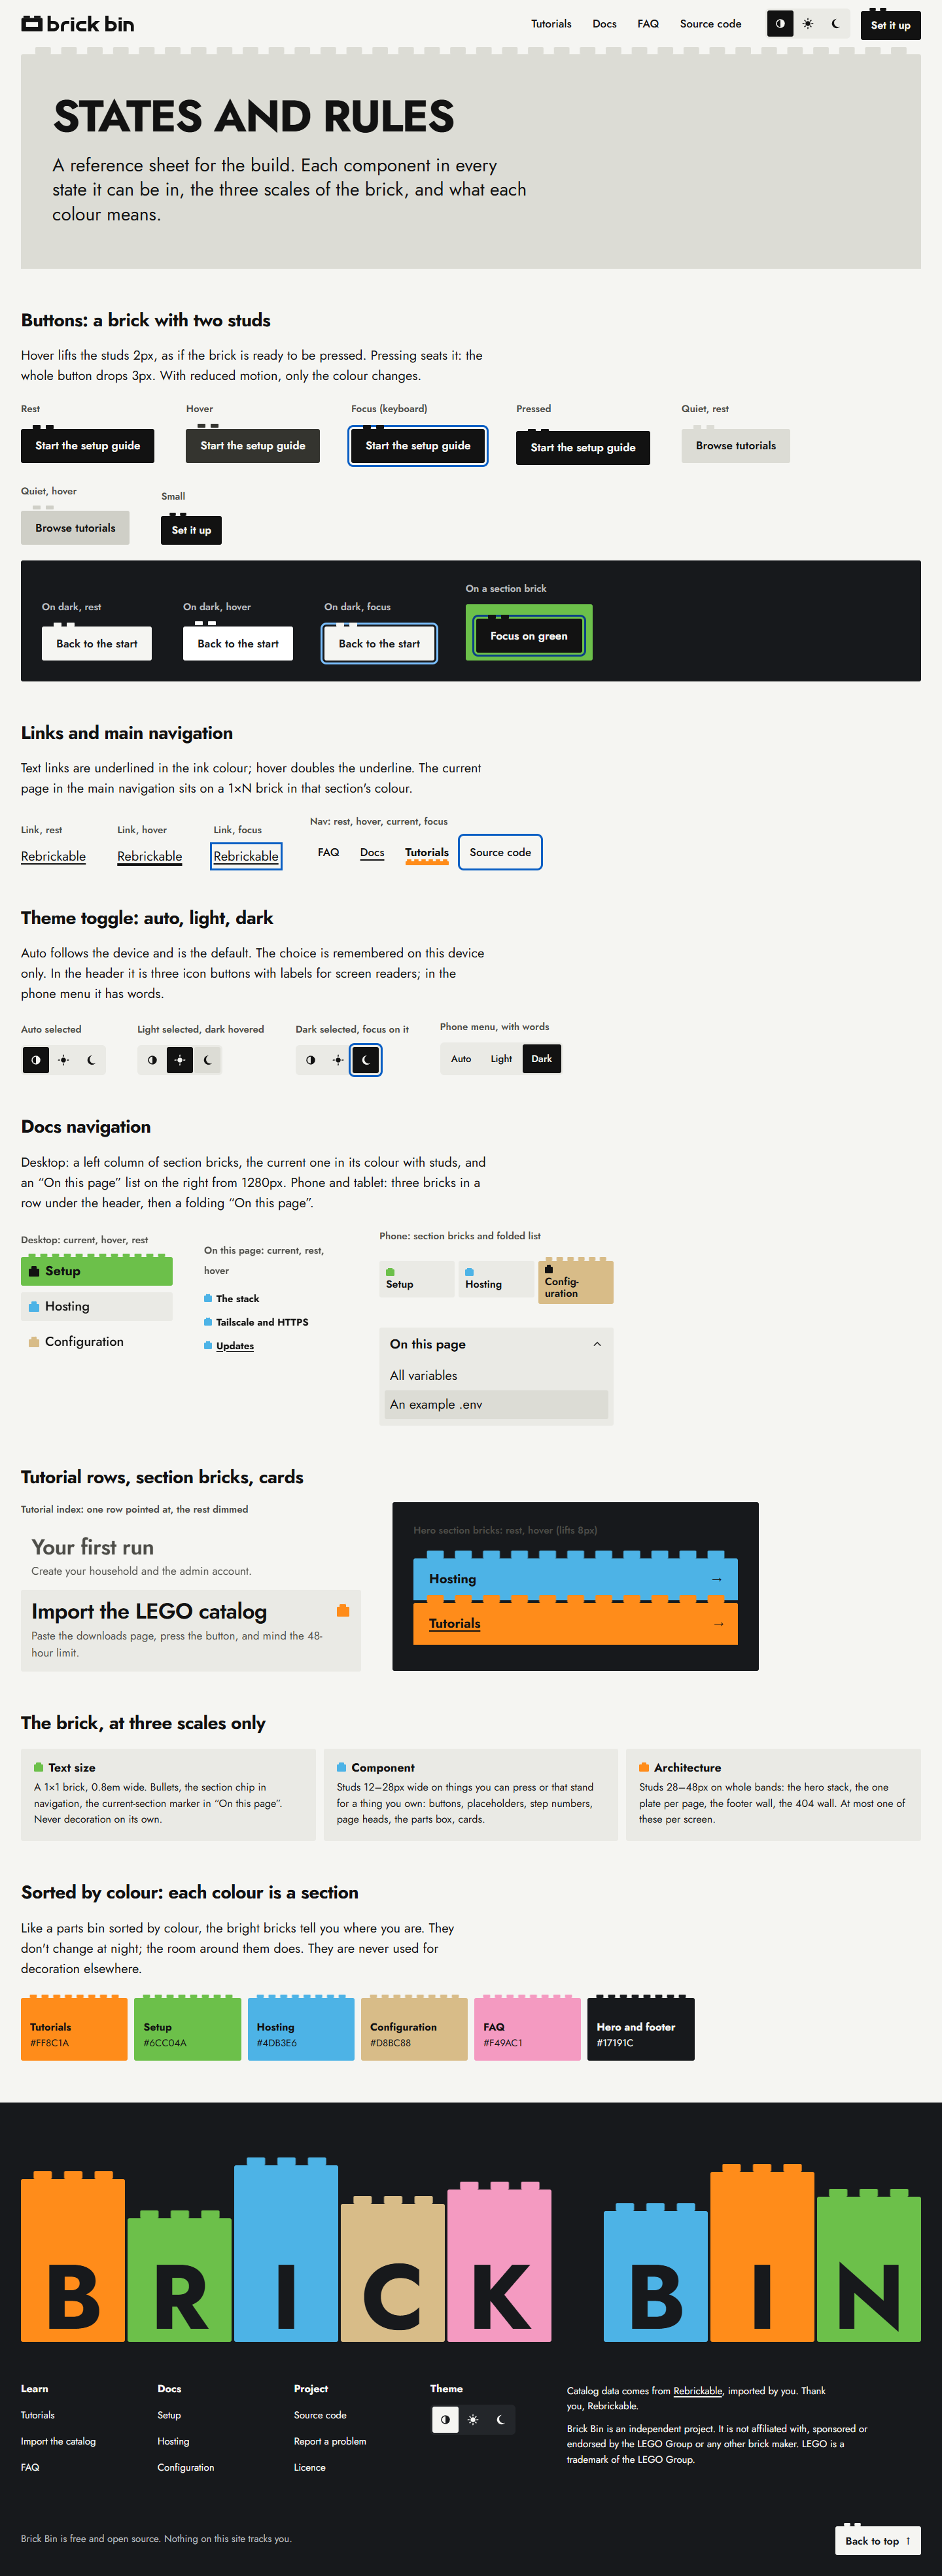 brick bin
Tutorials
Docs
FAQ
Source code
Set it up
STATES AND RULES
A reference sheet for the build. Each component in every
state it can be in, the three scales of the brick, and what each
colour means.
Buttons: a brick with two studs
Hover lifts the studs 2px, as if the brick is ready to be pressed. Pressing seats it: the
whole button drops 3px. With reduced motion, only the colour changes.
Rest
Hover
Focus (keyboard)
Pressed
Quiet, rest
Start the setup guide
Start the setup guide
Start the setup guide
Start the setup guide
Browse tutorials
Quiet, hover
Small
Browse tutorials
Set it up
On a section brick
On dark, rest
On dark, hover
On dark, focus
Back to the start
Back to the start
Back to the start
Focus on green
Links and main navigation
Text links are underlined in the ink colour; hover doubles the underline. The current
page in the main navigation sits on a 1×N brick in that section's colour.
Link, rest
Link, hover
Link, focus
Nav: rest, hover, current, focus
Rebrickable
Rebrickable
Rebrickable
FAQ
Docs
Tutorials
Source code
Theme toggle: auto, light, dark
Auto follows the device and is the default. The choice is remembered on this device
only. In the header it is three icon buttons with labels for screen readers; in the
phone menu it has words.
Auto selected
Light selected, dark hovered
Dark selected, focus on it
Phone menu, with words
Auto
Light
Dark
Docs navigation
Desktop: a left column of section bricks, the current one in its colour with studs, and
an “On this page” list on the right from 1280px. Phone and tablet: three bricks in a
row under the header, then a folding “On this page”.
Desktop: current, hover, rest
Setup
Hosting
Configuration
On this page: current, rest,
hover
The stack
Tailscale and HTTPS
Updates
Phone: section bricks and folded list
Setup
Hosting
Config-
uration
On this page
All variables
An example .env
Tutorial rows, section bricks, cards
Tutorial index: one row pointed at, the rest dimmed
Your first run
Create your household and the admin account.
Import the LEGO catalog
Paste the downloads page, press the button, and mind the 48-
hour limit.
Hero section bricks: rest, hover (lifts 8px)
Hosting →
Tutorials →
The brick, at three scales only
Text size
A 1×1 brick, 0.8em wide. Bullets, the section chip in
navigation, the current-section marker in “On this page”.
Never decoration on its own.
Component
Studs 12–28px wide on things you can press or that stand
for a thing you own: buttons, placeholders, step numbers,
page heads, the parts box, cards.
Architecture
Studs 28–48px on whole bands: the hero stack, the one
plate per page, the footer wall, the 404 wall. At most one of
these per screen.
Sorted by colour: each colour is a section
Like a parts bin sorted by colour, the bright bricks tell you where you are. They
don't change at night; the room around them does. They are never used for
decoration elsewhere.
Tutorials
#FF8C1A
Setup
#6CC04A
Hosting
#4DB3E6
Configuration
#D8BC88
FAQ
#F49AC1
Hero and footer
#17191C
BRICK BIN
Learn
Tutorials
Import the catalog
FAQ
Docs
Setup
Hosting
Configuration
Project
Source code
Report a problem
Licence
Theme
Catalog data comes from Rebrickable, imported by you. Thank
you, Rebrickable.
Brick Bin is an independent project. It is not affiliated with, sponsored or
endorsed by the LEGO Group or any other brick maker. LEGO is a
trademark of the LEGO Group.
Brick Bin is free and open source. Nothing on this site tracks you.
Back to top ↑